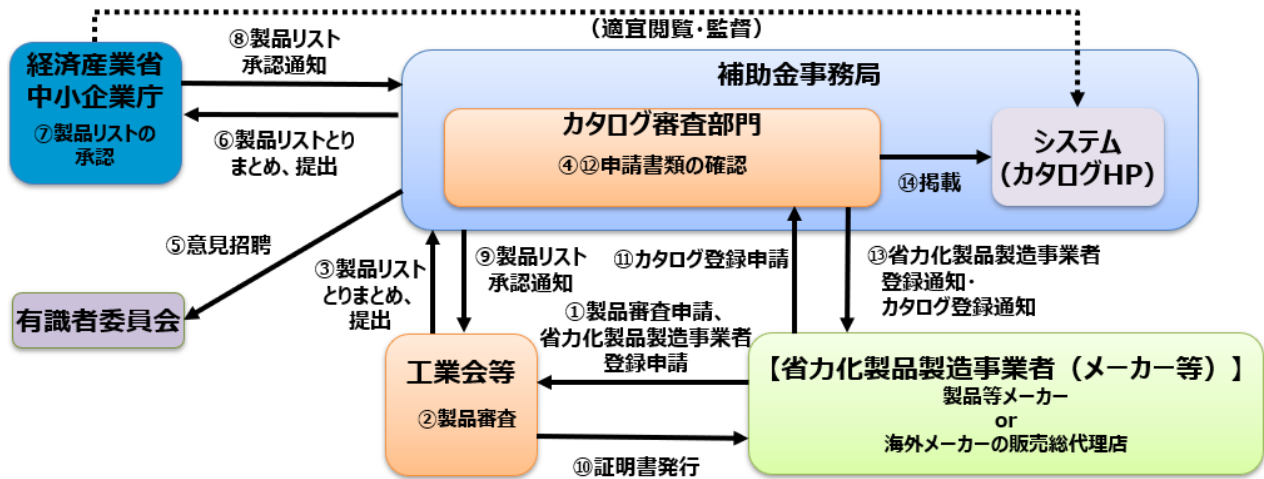 （適宜閲覧・監督）
⑧製品リスト
承認通知
経済産業省
中小企業庁
⑦製品リストの
承認
⑥製品リストとり
まとめ、提出
補助金事務局
カタログ審査部門
④⑫申請書類の確認
⑭掲載
システム
（カタログHP）
⑤意見招聘
有識者委員会
③製品リスト
とりまとめ、
提出
⑨製品リスト
承認通知
⑪カタログ登録申請
⑬省力化製品製造事業者
登録通知・
カタログ登録通知
①製品審査申請、
省力化製品製造事業者
登録申請
工業会等
②製品審査
⑩証明書発行
【省力化製品製造事業者（メーカー等）】
製品等メーカー
or
海外メーカーの販売総代理店